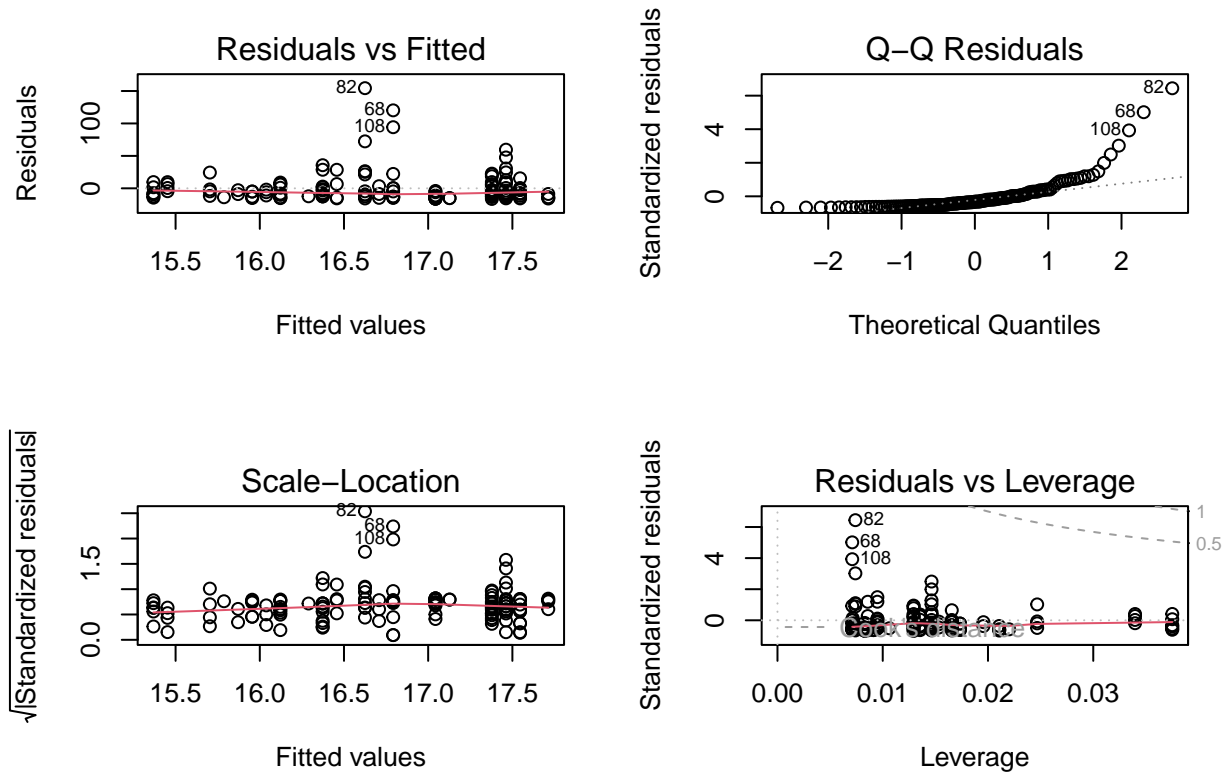 Residuals vs Fitted
Residuals
0
100
82
68
108
15.5 16.0 16.5 17.0 17.5
Fitted values
Q−Q Residuals
Standardized residuals
0
4
82
68
108
−2 −1 0 1 2
Theoretical Quantiles
Scale−Location
√|Standardized residuals|
0.0
1.5
82
68
108
15.5 16.0 16.5 17.0 17.5
Fitted values
Residuals vs Leverage
Standardized residuals
0
4
82
68
108
1
0.5
Cook's distance
0.00 0.01 0.02 0.03
Leverage